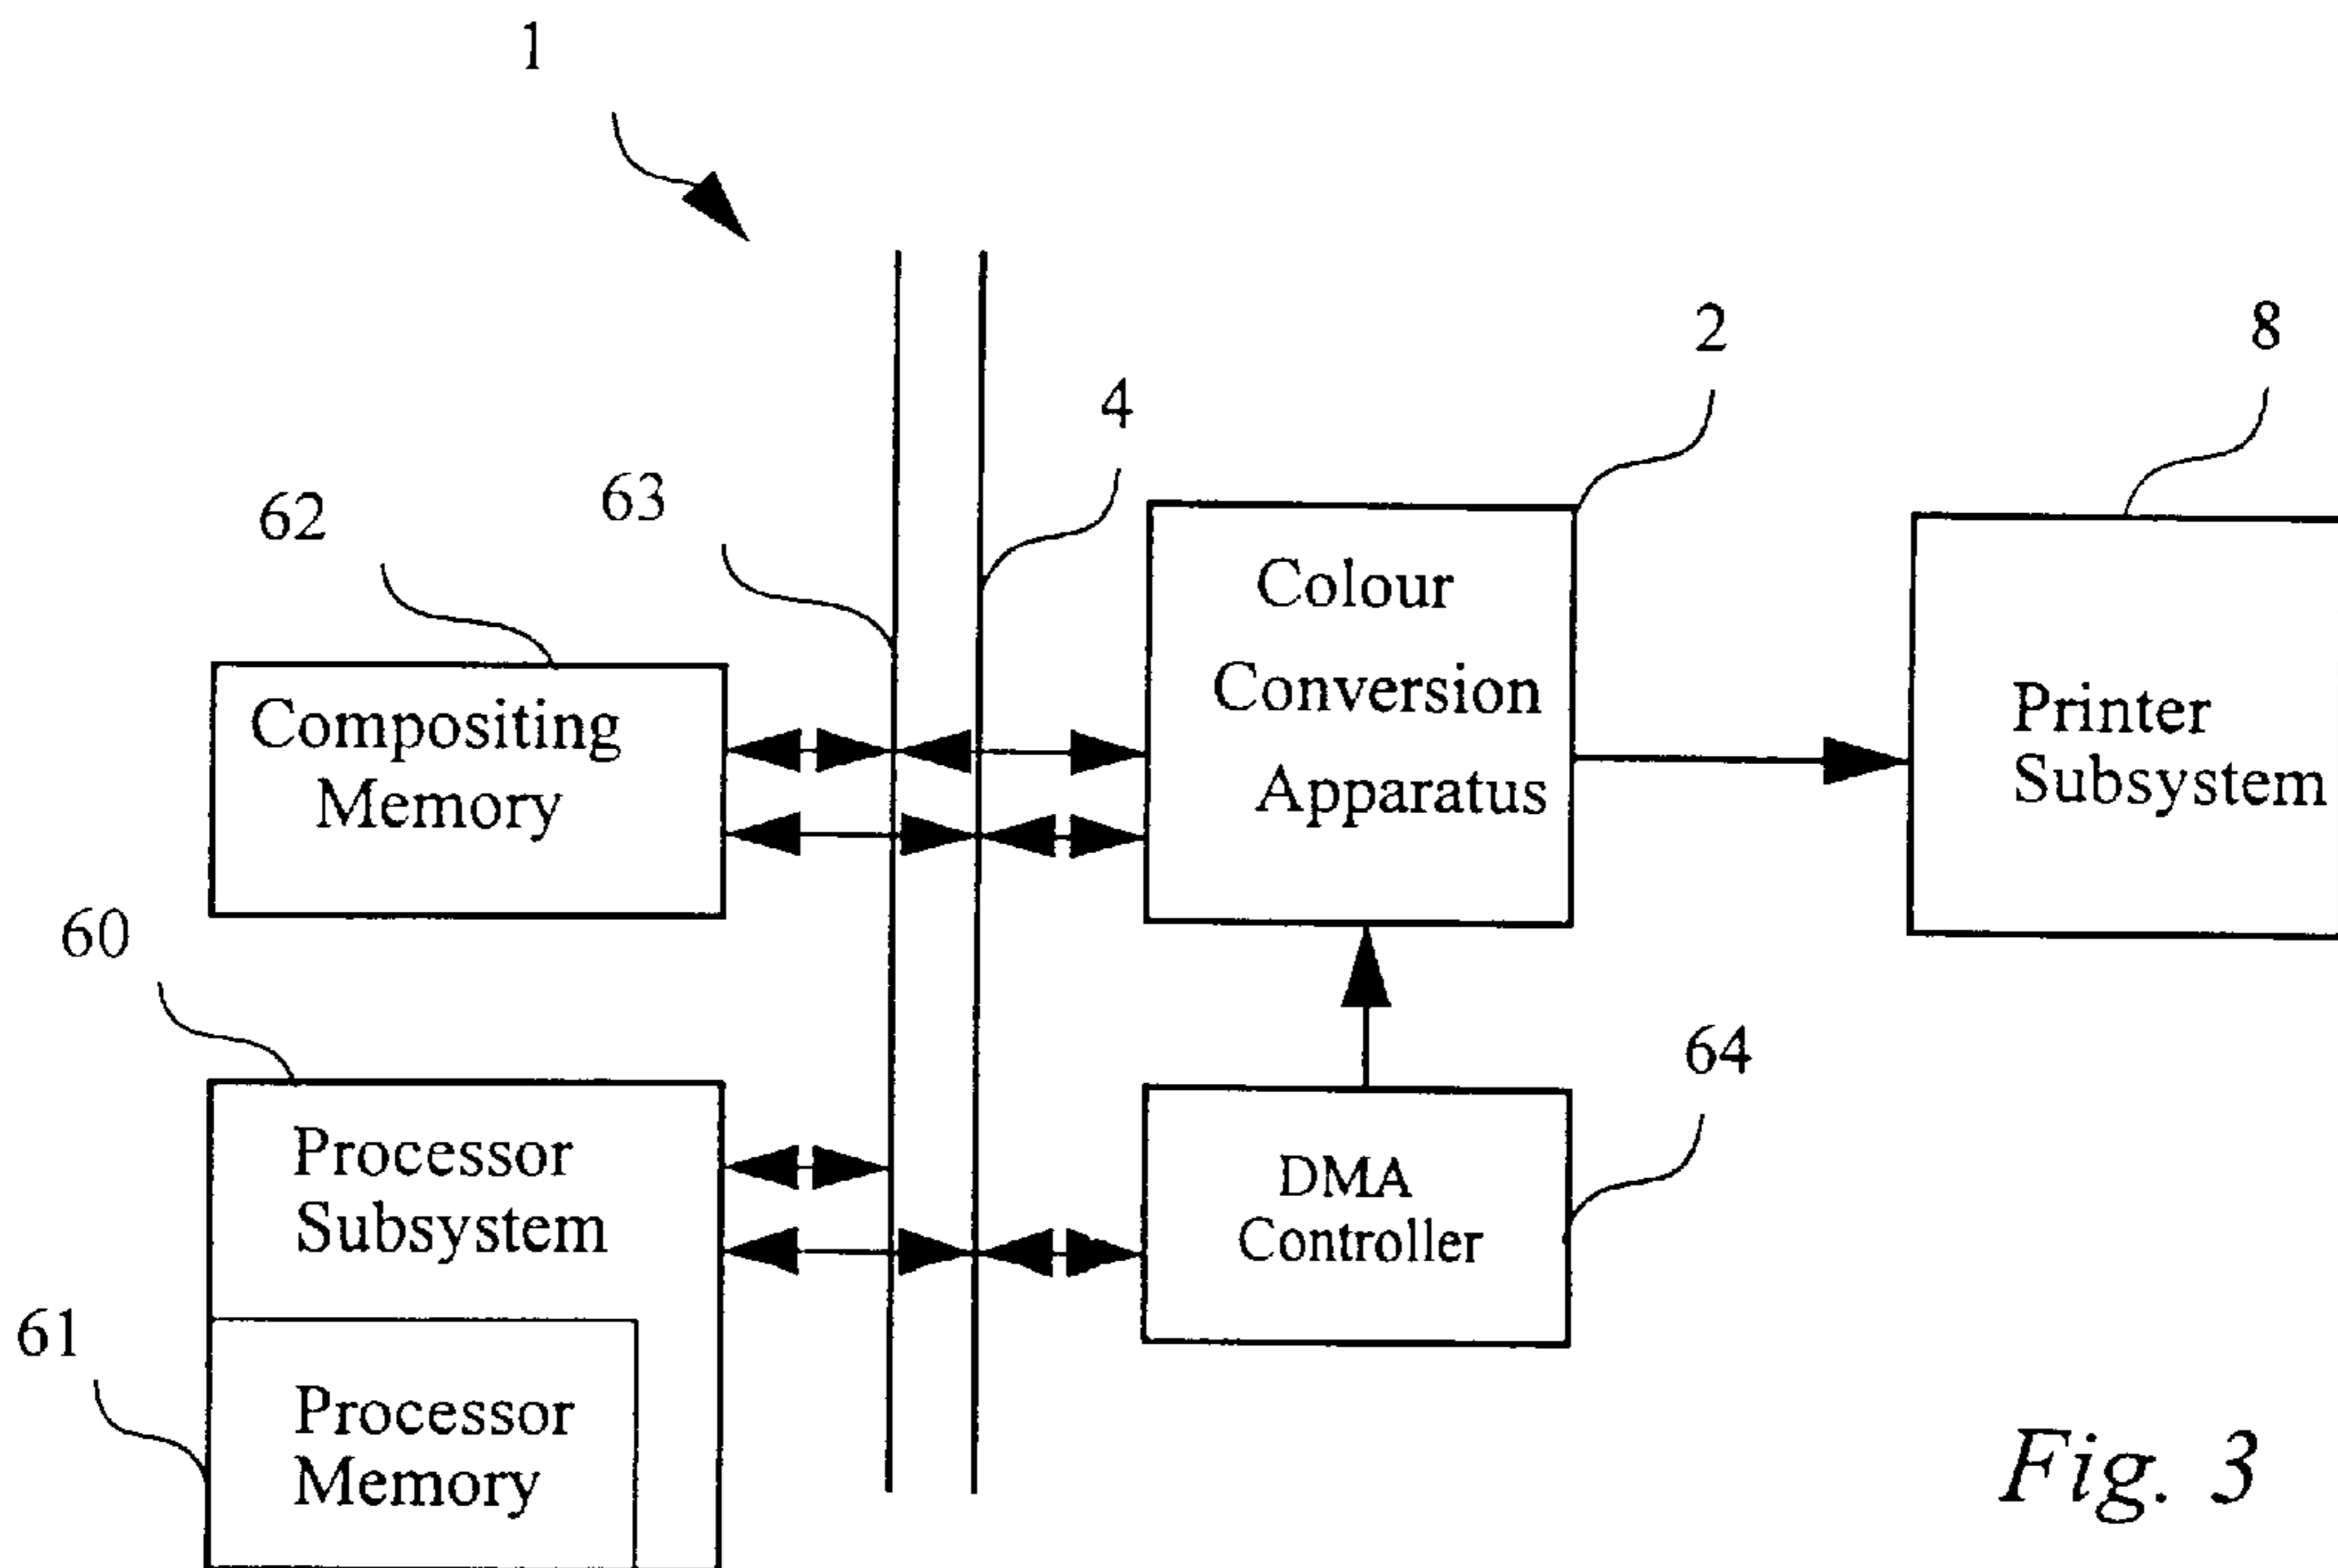 1
2
8
4
63
62
Colour
Conversion
Apparatus
Compositing
Memory
Printer
Subsystem
60
64
Processor
Subsystem
DMA
Controller
61
Processor
Memory
Fig. 3